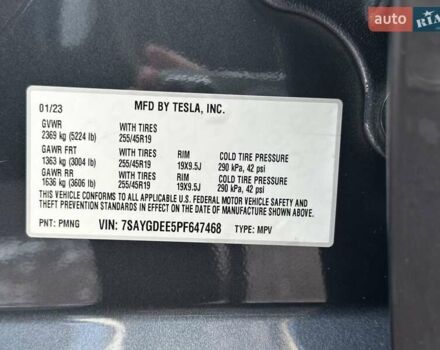 auto RIA
01/23 MFD BY TESLA, INC.
GVWR WITH TIRES
2369 kg (5224 lb) 255/45R19
GAWR FRT WITH TIRES RIM COLD TIRE PRESSURE
1363 kg (3004 lb) 255/45R19 19X9.5J 290 kPa, 42 psi
GAWR RR WITH TIRES RIM COLD TIRE PRESSURE
1636 kg (3606 lb) 255/45R19 19X9.5J 290 kPa, 42 psi
THIS VEHICLE CONFORMS TO ALL APPLICABLE U.S. FEDERAL MOTOR VEHICLE SAFETY
AND THEFT PREVENTION STANDARDS IN EFFECT ON THE
DATE OF MANUFACTURE SHOWN ABOVE.
PNT: PMNG VIN: 7SAYGDEE5PF647468 TYPE: MPV